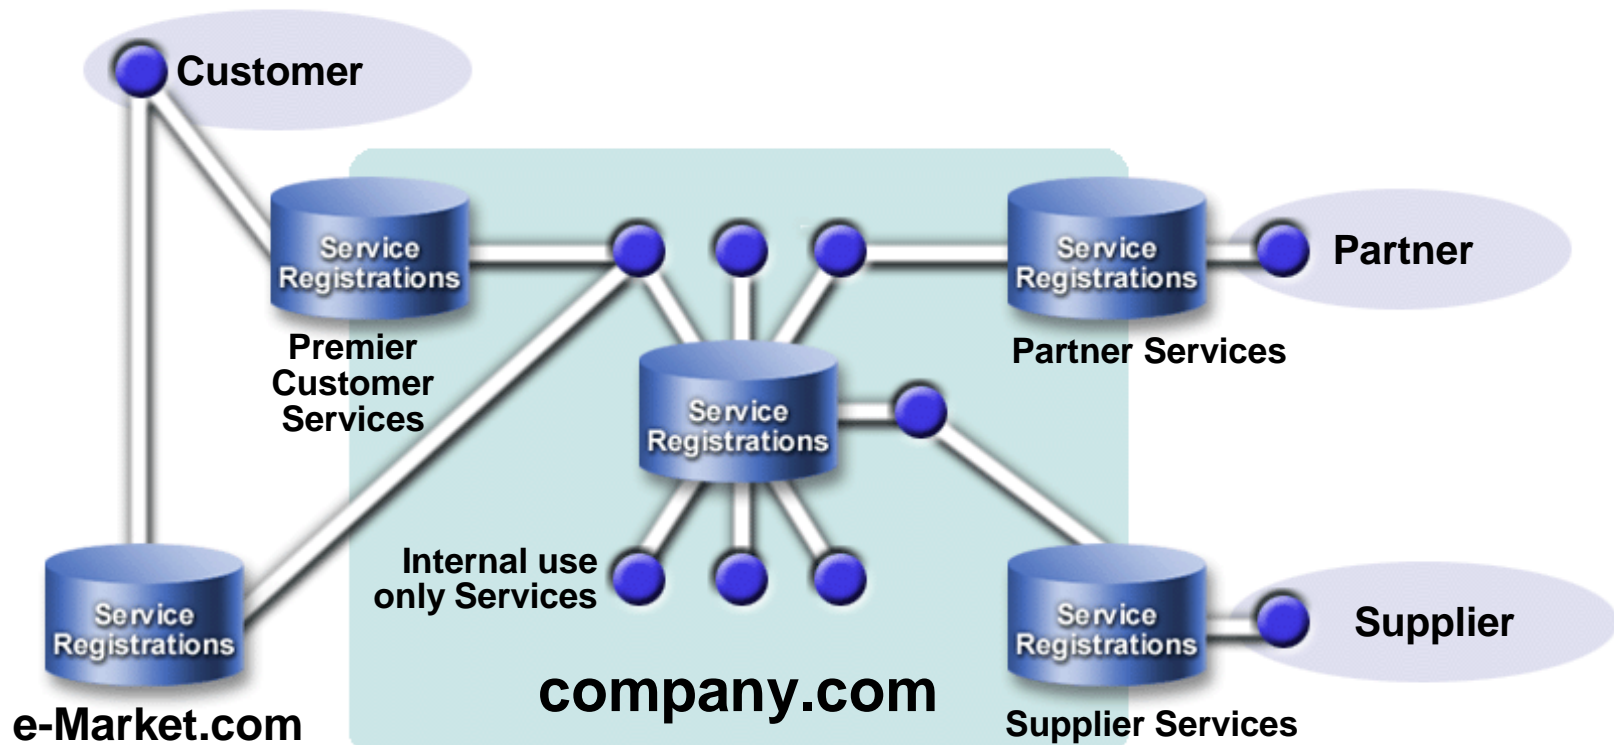 Customer
Service
Registrations
Premier
Customer
Services
Service
Registrations
Partner
Partner Services
Service
Registrations
Internal use
only Services
Service
Registrations
e-Market.com
company.com
Service
Registrations
Supplier
Supplier Services